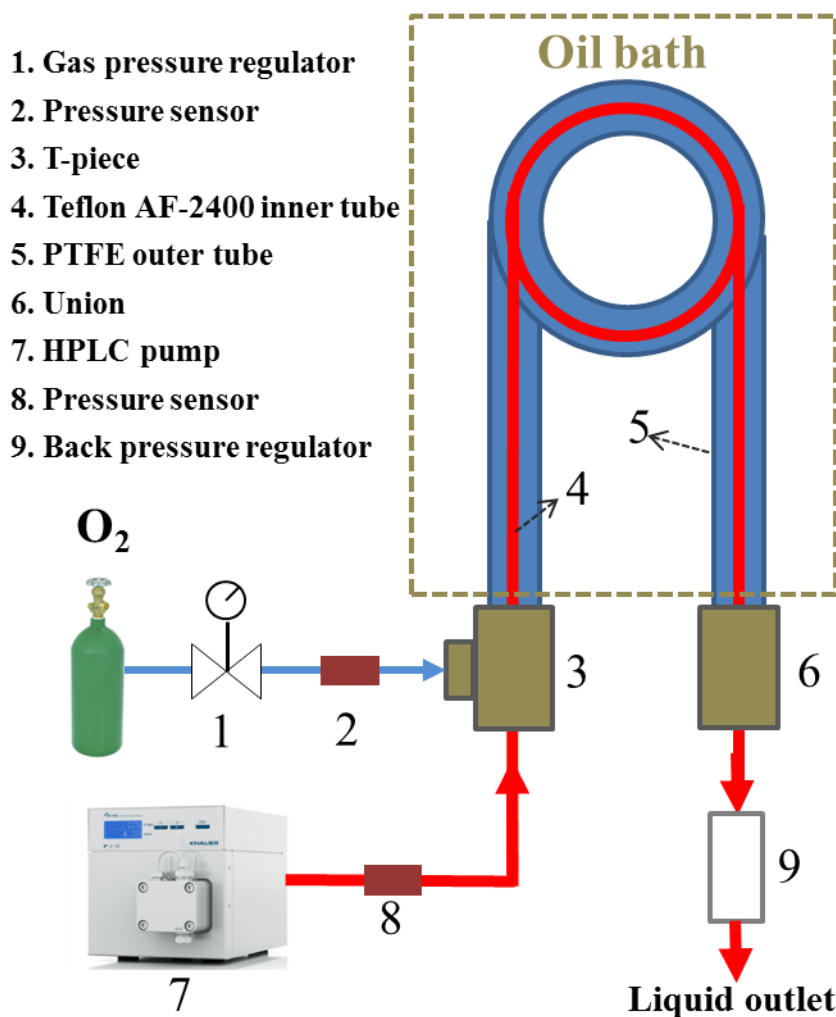 1. Gas pressure regulator
2. Pressure sensor
3. T-piece
4. Teflon AF-2400 inner tube
5. PTFE outer tube
6. Union
7. HPLC pump
8. Pressure sensor
9. Back pressure regulator
Oil bath
5
4
O₂
1
2
3
6
KNAUER
7
8
9
Liquid outlet